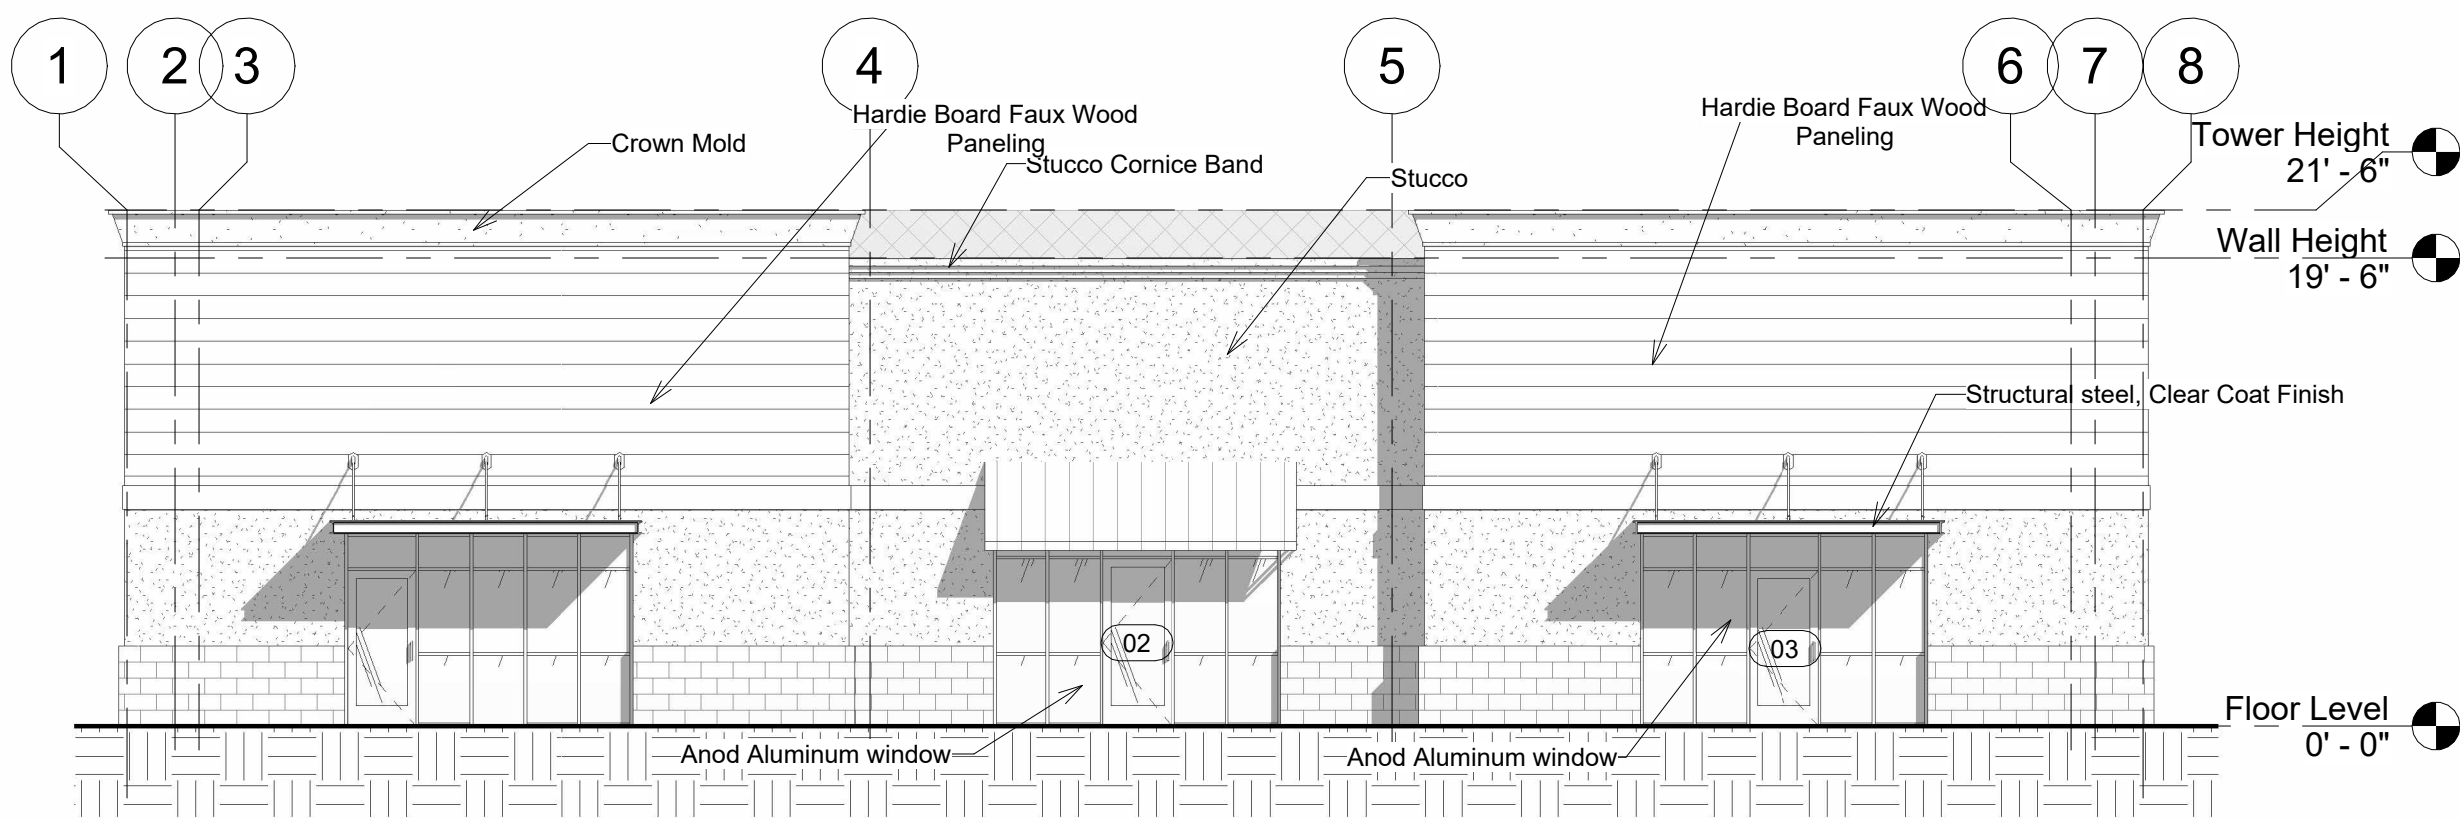 1
2
3
4
5
6
7
8
Hardie Board Faux Wood
Paneling
Crown Mold
Stucco Cornice Band
Stucco
Hardie Board Faux Wood
Paneling
Tower Height
21' - 6"
Wall Height
19' - 6"
Structural steel, Clear Coat Finish
02
03
Floor Level
0' - 0"
Anod Aluminum window
Anod Aluminum window